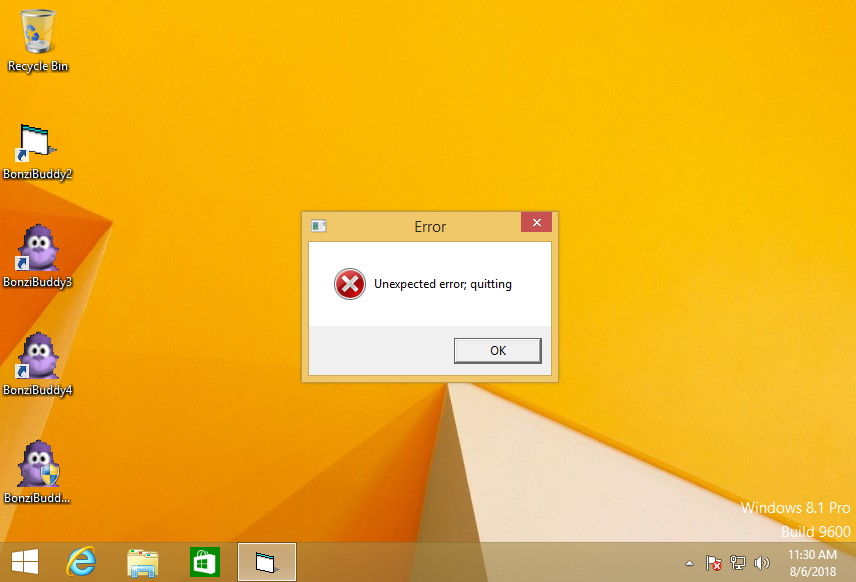 Recycle Bin
BonziBuddy2
BonziBuddy3
BonziBuddy4
BonziBudd...
Error
Unexpected error; quitting
OK
Windows 8.1 Pro
Build 9600
11:30 AM
8/6/2018